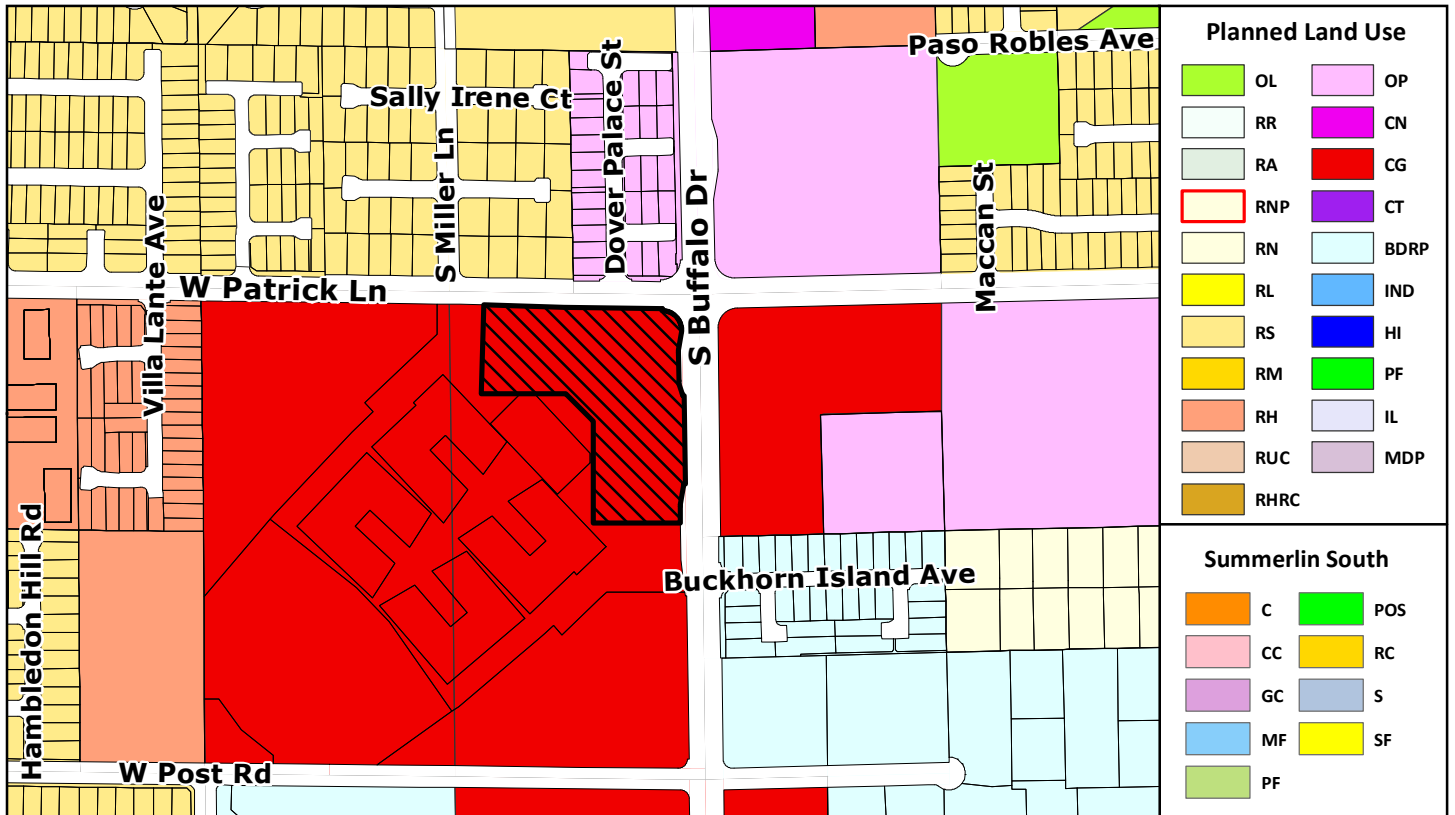 Paso Robles Ave
Sally Irene Ct
Dover Palace St
S Miller Ln
S Buffalo Dr
Maccan St
Villa Lante Ave
W Patrick Ln
Buckhorn Island Ave
Hambledon Hill Rd
W Post Rd
Planned Land Use
OL
OP
RR
CN
RA
CG
RNP
CT
RN
BDRP
RL
IND
RS
HI
RM
PF
RH
IL
RUC
MDP
RHRC
Summerlin South
C
POS
CC
RC
GC
S
MF
SF
PF